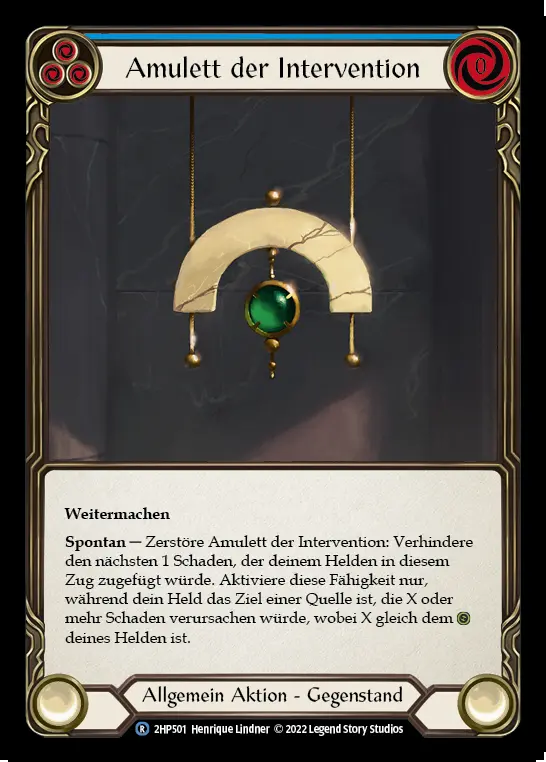 Amulett der Intervention
0
Weitermachen
Spontan — Zerstöre Amulett der Intervention: Verhindere
den nächsten 1 Schaden, der deinem Helden in diesem
Zug zugefügt würde. Aktiviere diese Fähigkeit nur,
während dein Held das Ziel einer Quelle ist, die X oder
mehr Schaden verursachen würde, wobei X gleich dem
deines Helden ist.
Allgemein Aktion - Gegenstand
R 2HP501 Henrique Lindner © 2022 Legend Story Studios